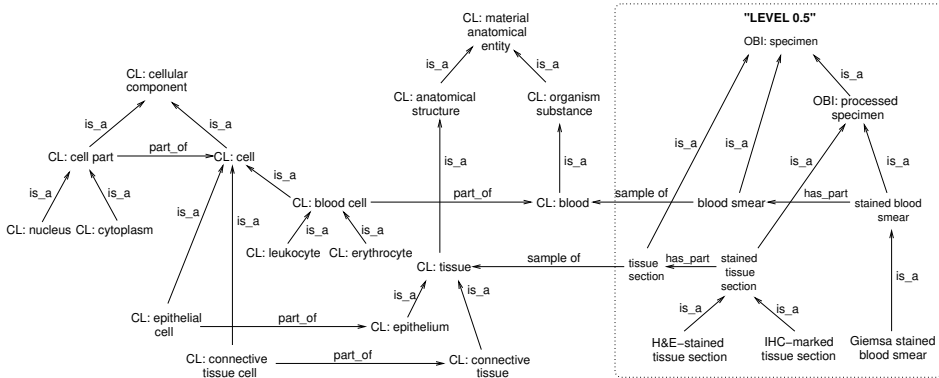 "LEVEL 0.5"
CL: material
anatomical
entity
OBI: specimen
is_a
is_a
is_a
CL: cellular
component
CL: anatomical
structure
CL: organism
substance
OBI: processed
specimen
is_a
is_a
is_a
is_a
is_a
is_a
is_a
is_a
CL: cell part
part_of
CL: cell
is_a
is_a
is_a
is_a
CL: blood cell
part_of
CL: blood
sample of
blood smear
has_part
stained blood
smear
CL: nucleus
CL: cytoplasm
is_a
is_a
is_a
is_a
CL: leukocyte
CL: erythrocyte
CL: tissue
sample of
tissue
section
has_part
stained
tissue
section
is_a
is_a
is_a
is_a
is_a
CL: epithelial
cell
part_of
CL: epithelium
H&E−stained
tissue section
IHC−marked
tissue section
Giemsa stained
blood smear
CL: connective
tissue cell
part_of
CL: connective
tissue